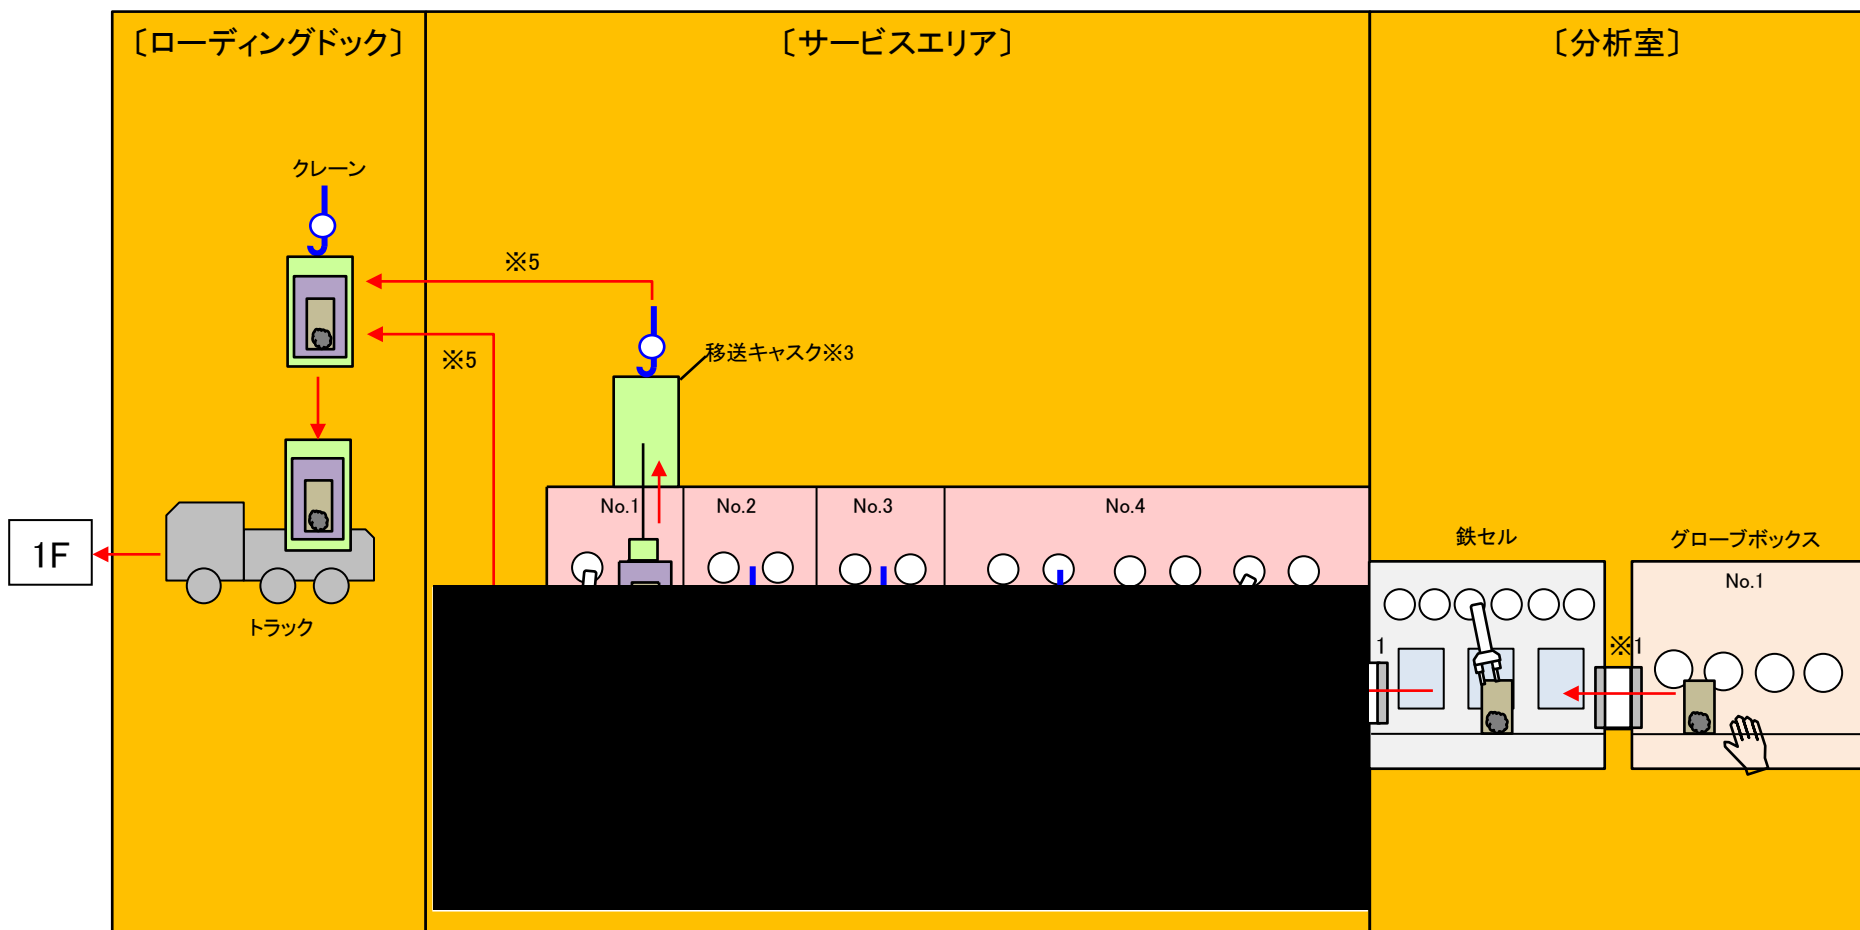 〔ローディングドック〕
〔サービスエリア〕
〔分析室〕
クレーン
※5
※5
移送キャスク※3
No.1
No.2
No.3
No.4
1F
トラック
鉄セル
グローブボックス
No.1
1
※1